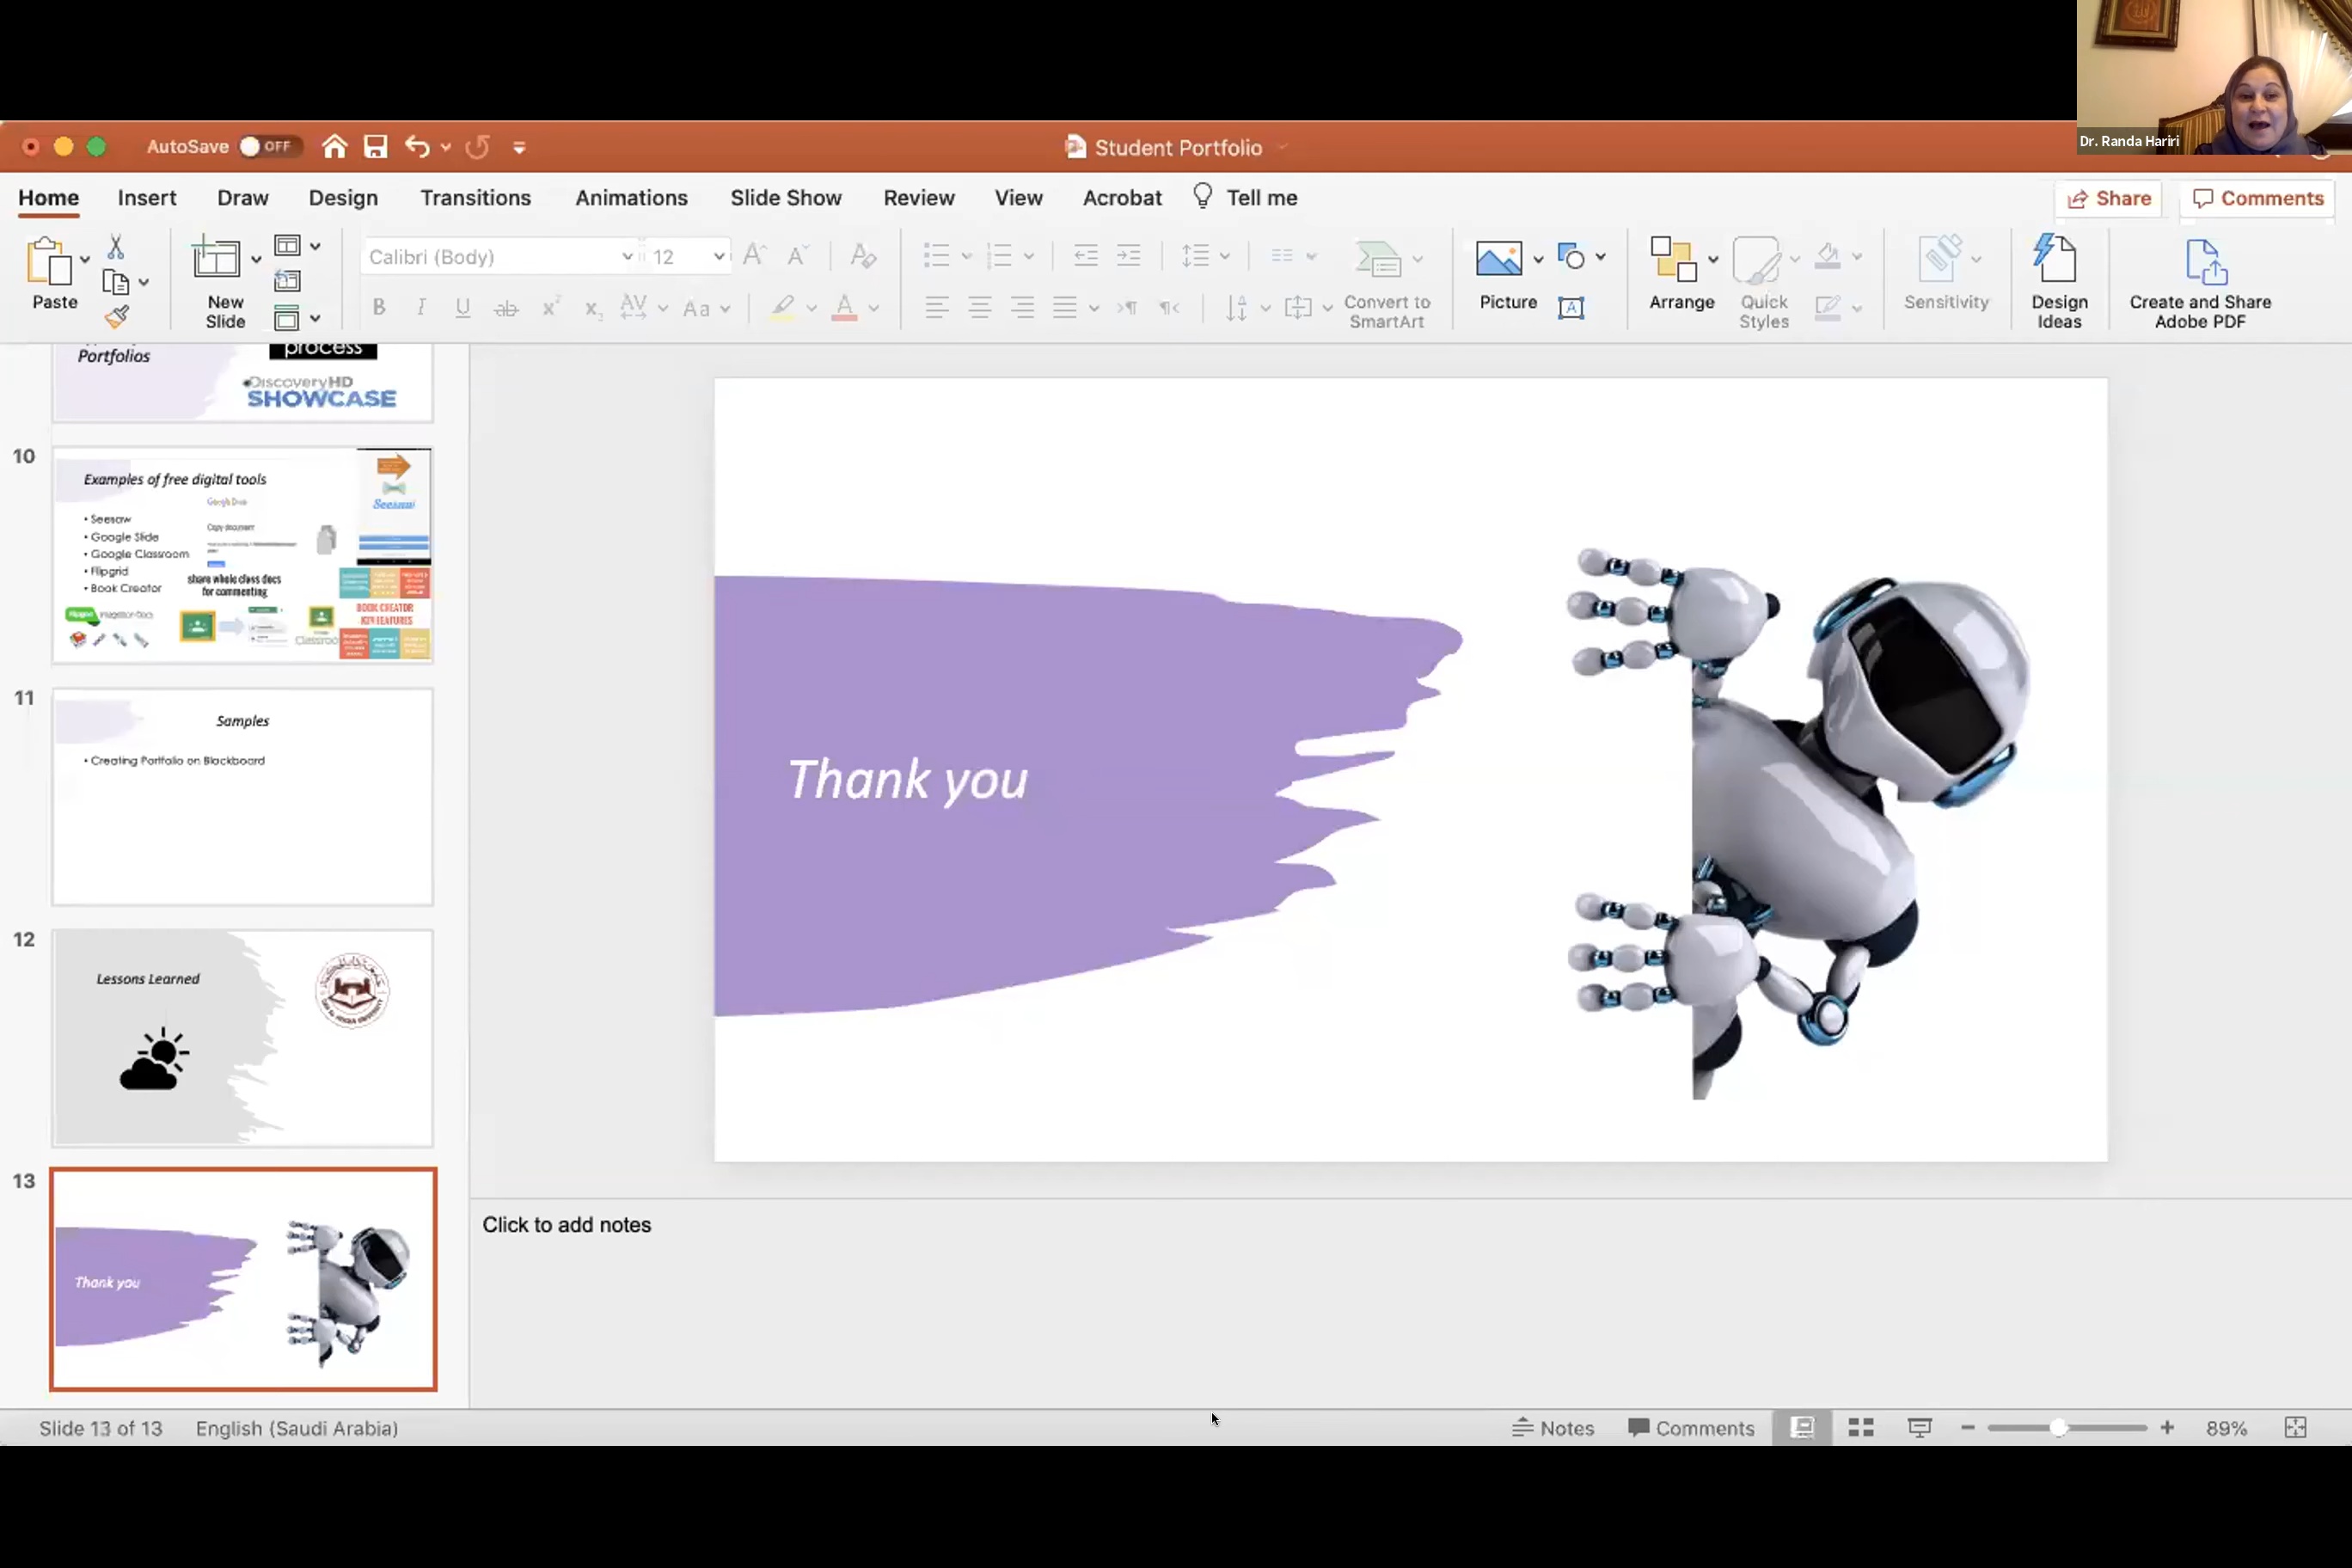 Dr. Randa Hariri
AutoSave OFF
Student Portfolio
Home Insert Draw Design Transitions Animations Slide Show Review View Acrobat Tell me Share Comments
Calibri (Body) 12
Paste
New Slide
Convert to SmartArt
Picture
Arrange
Quick Styles
Sensitivity
Design Ideas
Create and Share Adobe PDF
Portfolios
process
Discovery HD
SHOWCASE
10
Examples of free digital tools
Seesaw
• Seesaw
• Google Slide
• Google Classroom
• Flipgrid
• Book Creator
Copy document
share whole class docs
for commenting
BOOK CREATOR
KEY FEATURES
11
Samples
• Creating Portfolio on Blackboard
12
Lessons Learned
13
Thank you
Thank you
Click to add notes
Slide 13 of 13 English (Saudi Arabia) Notes Comments 89%